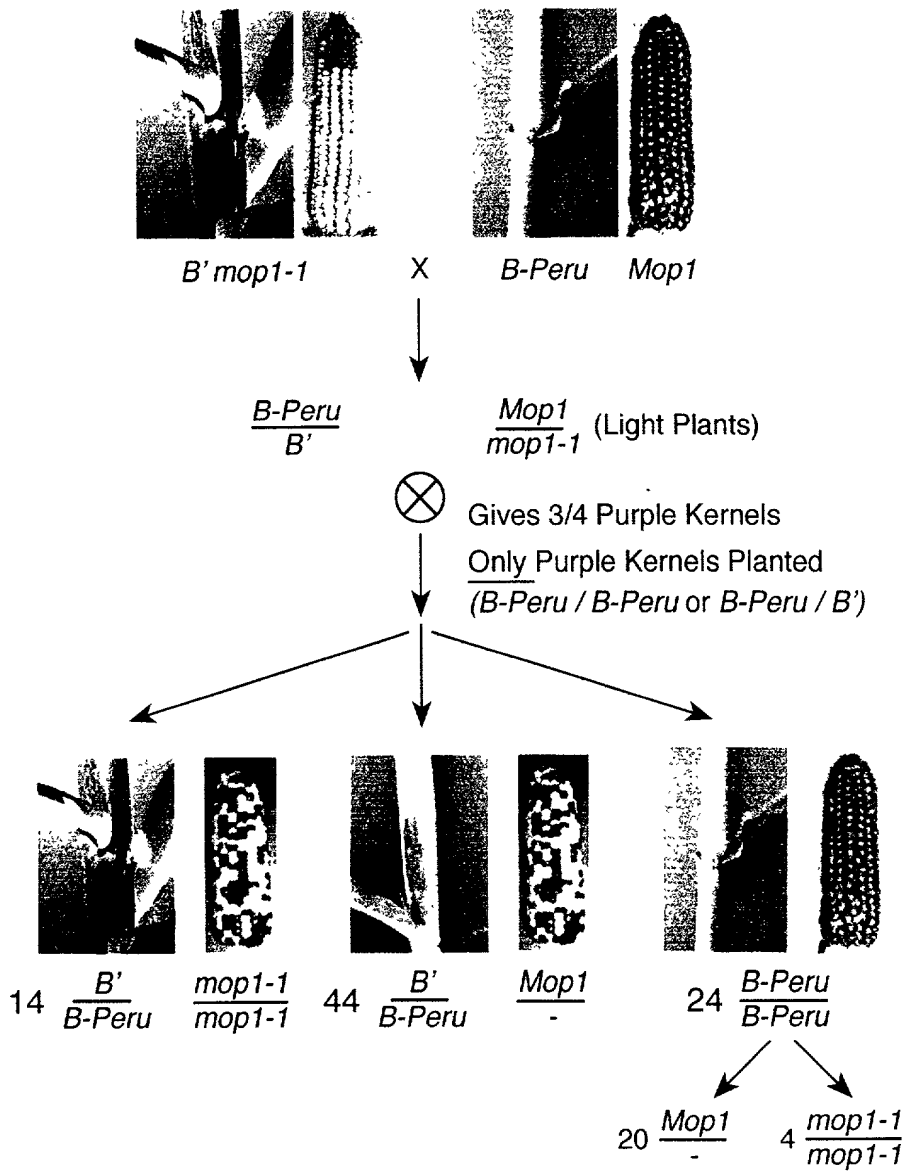 B' mop1-1 X B-Peru Mop1
B-Peru Mop1
B' mop1-1 (Light Plants)
Gives 3/4 Purple Kernels
Only Purple Kernels Planted
(B-Peru / B-Peru or B-Peru / B')
14 B' mop1-1 44 B' Mop1 24 B-Peru
B-Peru mop1-1 B-Peru - B-Peru
20 Mop1 4 mop1-1
- mop1-1